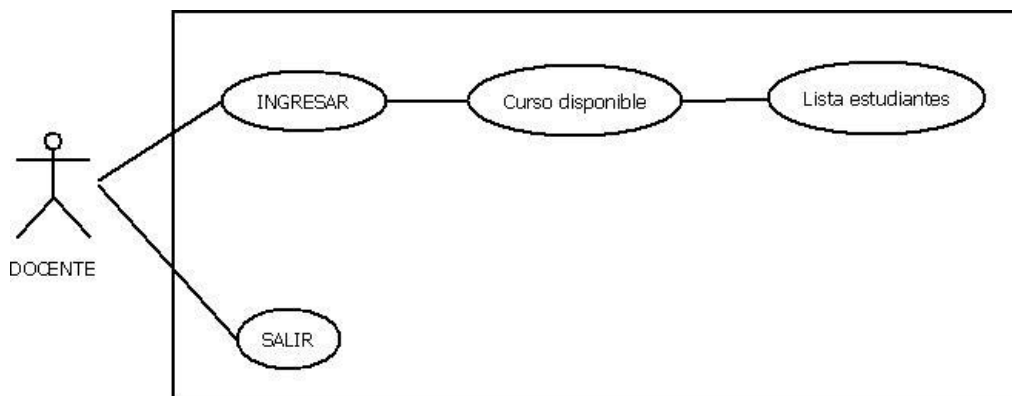 INGRESAR
Curso disponible
Lista estudiantes
DOCENTE
SALIR